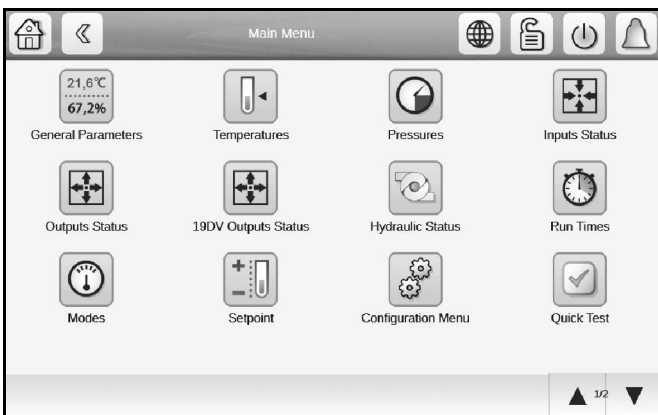 Main Menu
21,6°C
67,2%
General Parameters
Temperatures
Pressures
Inputs Status
Outputs Status
19DV Outputs Status
Hydraulic Status
Run Times
Modes
Setpoint
Configuration Menu
Quick Test
1/2